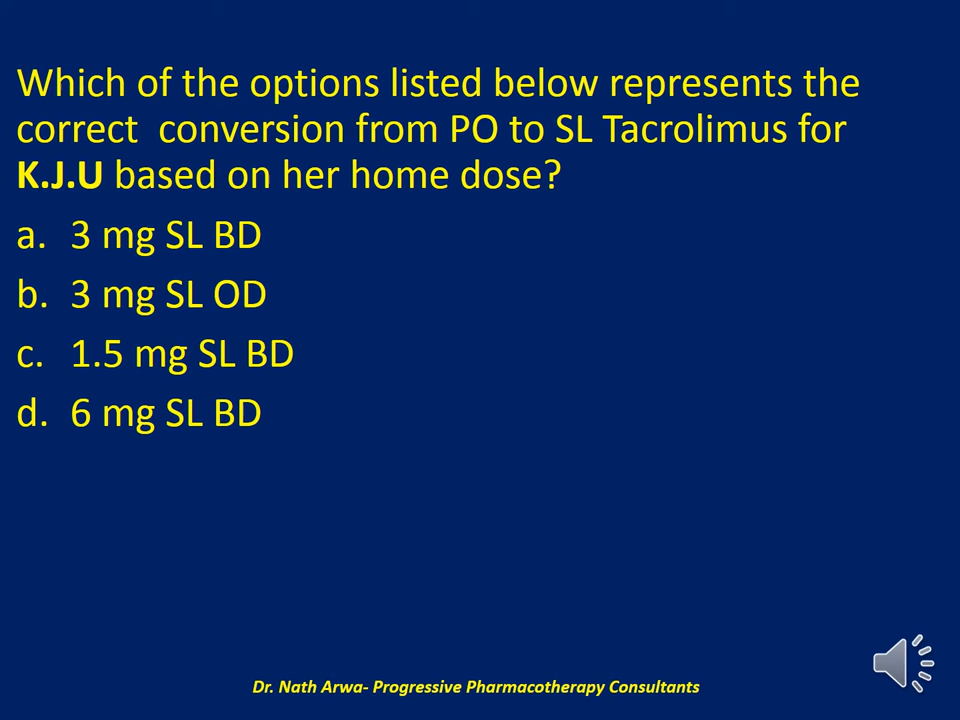 Which of the options listed below represents the
correct  conversion from PO to SL Tacrolimus for
K.J.U based on her home dose?
a. 3 mg SL BD
b. 3 mg SL OD
c. 1.5 mg SL BD
d. 6 mg SL BD
Dr. Nath Arwa- Progressive Pharmacotherapy Consultants